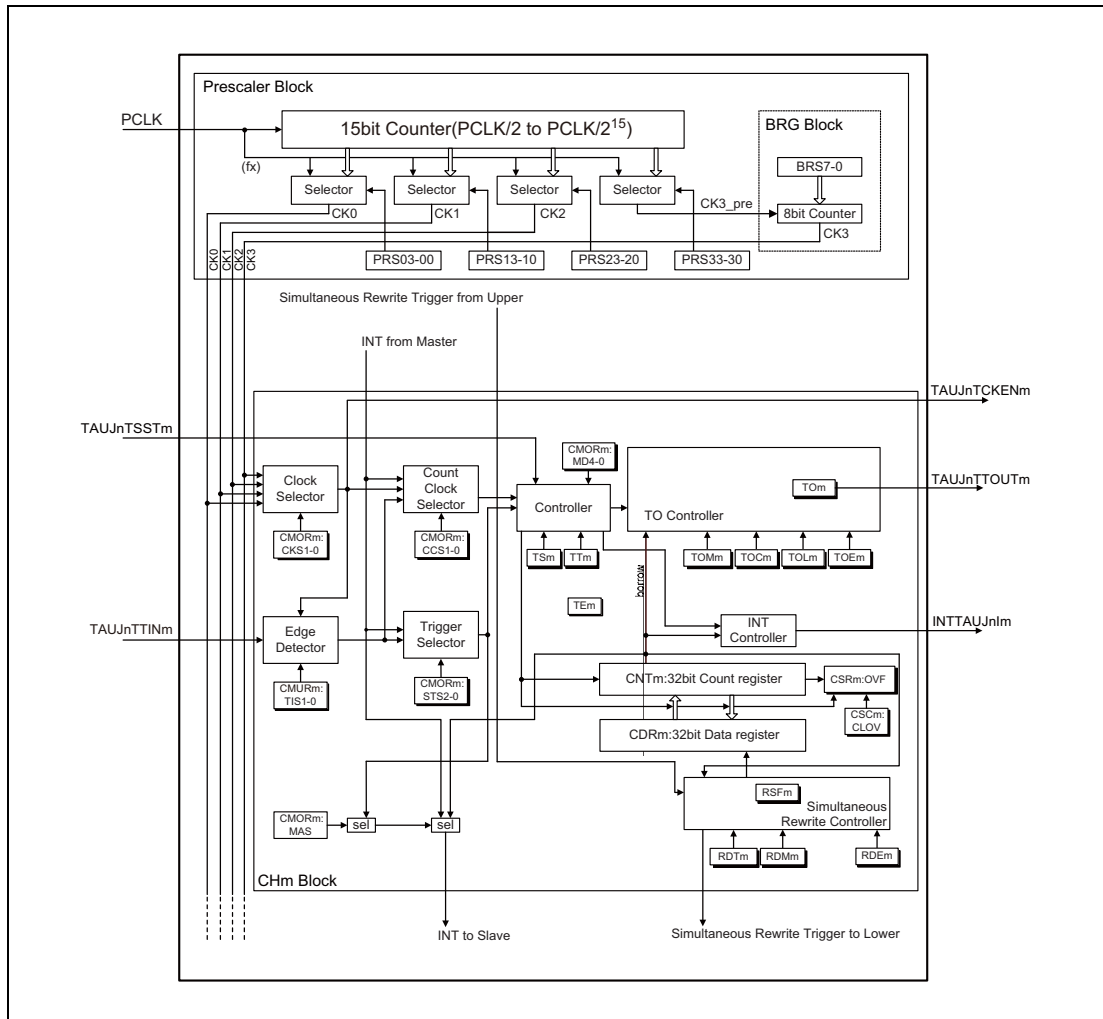 Prescaler Block
PCLK
15bit Counter(PCLK/2 to PCLK/2¹⁵)
BRG Block
(fx)
BRS7-0
Selector
Selector
Selector
Selector
CK3_pre
8bit Counter
CK0
CK1
CK2
CK3
CK0
CK1
CK2
CK3
PRS03-00
PRS13-10
PRS23-20
PRS33-30
Simultaneous Rewrite Trigger from Upper
INT from Master
TAUJnTCKENm
TAUJnTSSTm
CMORm:
MD4-0
Clock
Selector
Count
Clock
Selector
Controller
TOm
TAUJnTTOUTm
TO Controller
CMORm:
CKS1-0
CMORm:
CCS1-0
TSm
TTm
TOMm
TOCm
TOLm
TOEm
borrow
TEm
TAUJnTTINm
Edge
Detector
Trigger
Selector
INT
Controller
INTTAUJnIm
CMURm:
TIS1-0
CMORm:
STS2-0
CNTm:32bit Count register
CSRm:OVF
CSCm:
CLOV
CDRm:32bit Data register
RSFm
Simultaneous
Rewrite Controller
CMORm:
MAS
sel
sel
RDTm
RDMm
RDEm
CHm Block
INT to Slave
Simultaneous Rewrite Trigger to Lower